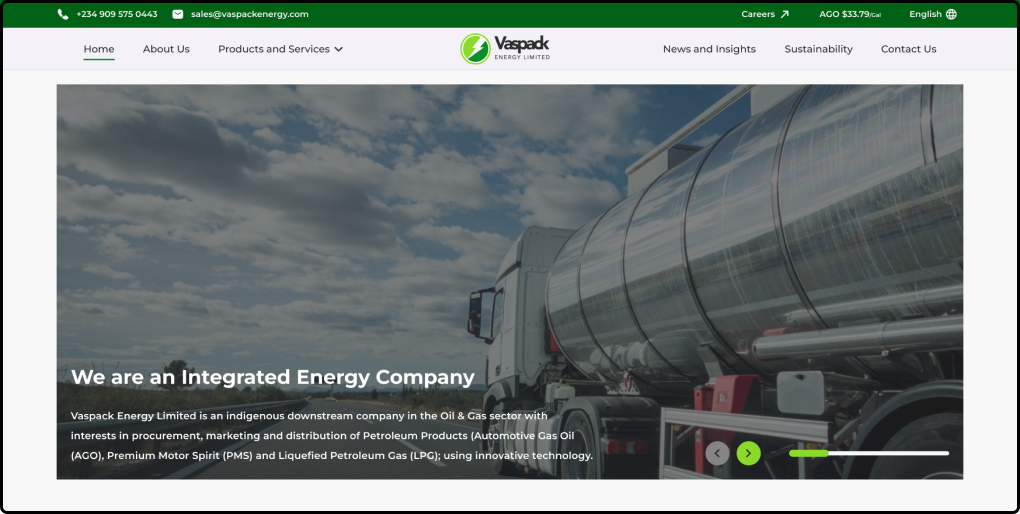 +234 909 575 0443 sales@vaspackenergy.com Careers AGO $33.79/Gal English
Home About Us Products and Services Vaspack ENERGY LIMITED News and Insights Sustainability Contact Us
We are an Integrated Energy Company
Vaspack Energy Limited is an indigenous downstream company in the Oil & Gas sector with
interests in procurement, marketing and distribution of Petroleum Products (Automotive Gas Oil
(AGO), Premium Motor Spirit (PMS) and Liquefied Petroleum Gas (LPG); using innovative technology.